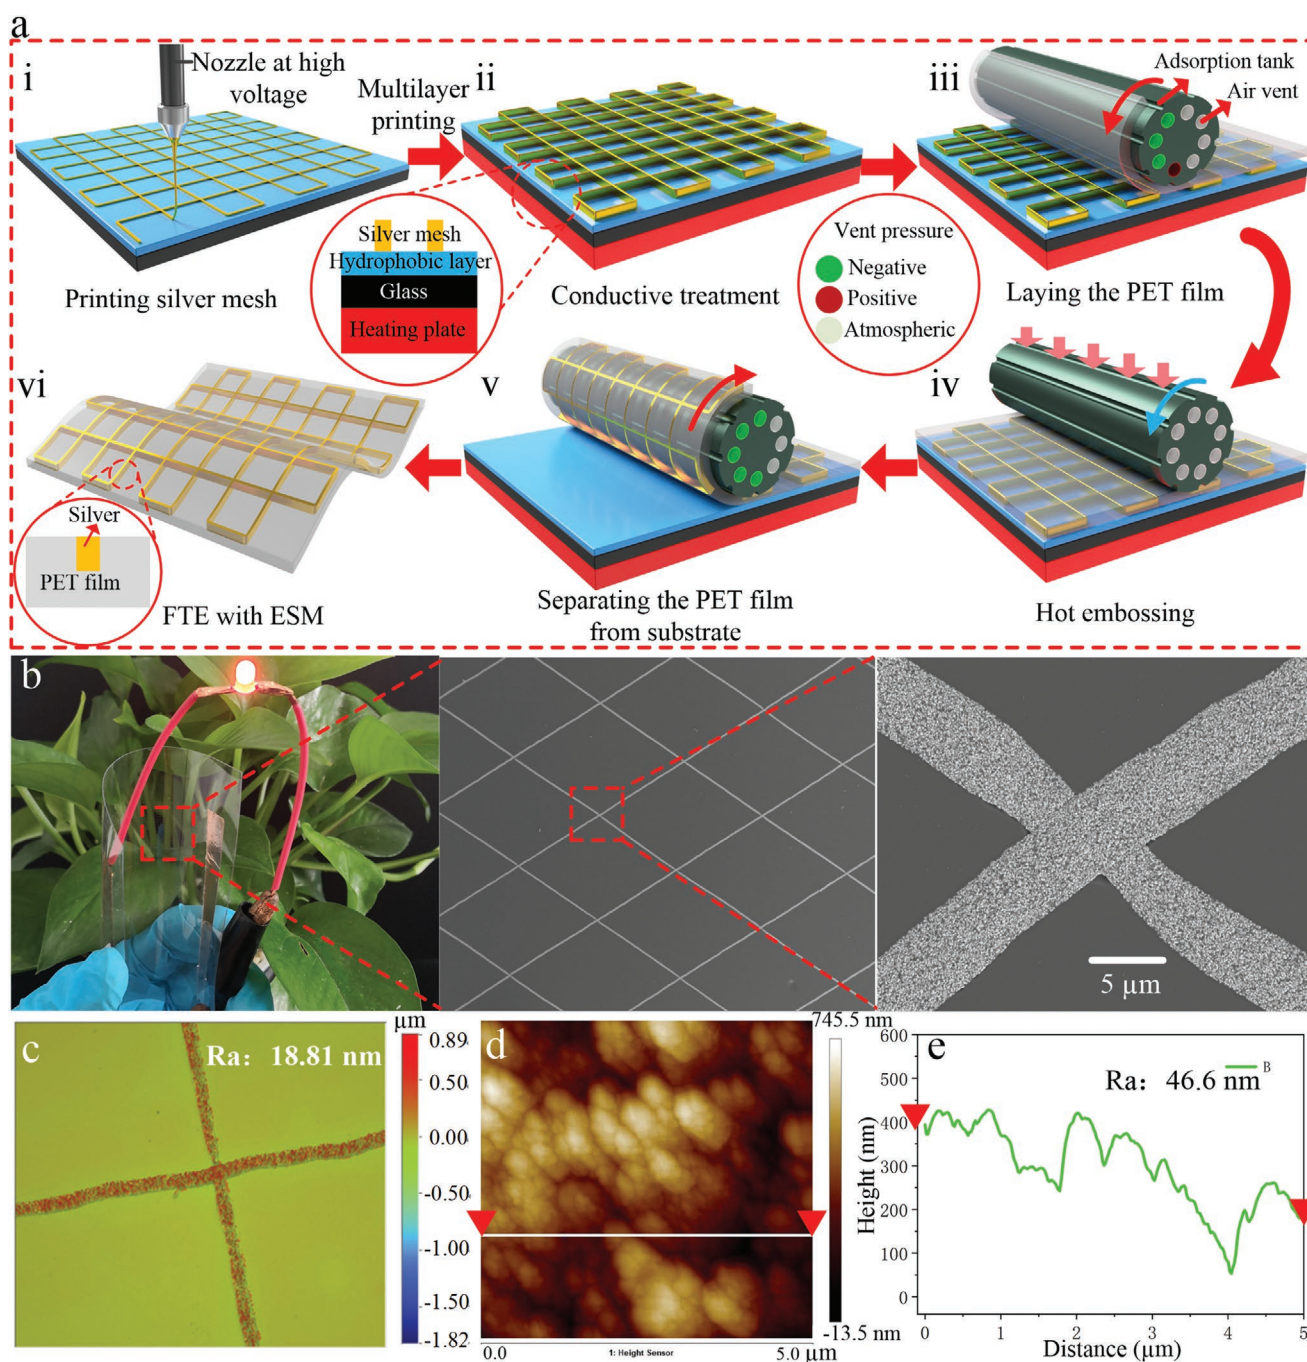 a
i
Nozzle at high
voltage
Printing silver mesh
Multilayer
printing
ii
Silver mesh
Hydrophobic layer
Glass
Heating plate
Conductive treatment
iii
Adsorption tank
Air vent
Vent pressure
Negative
Positive
Atmospheric
Laying the PET film
vi
Silver
PET film
FTE with ESM
v
Separating the PET film
from substrate
iv
Hot embossing
b
5 µm
c
Ra: 18.81 nm
µm
0.89
0.50
0.00
-0.50
-1.00
-1.50
-1.82
d
745.5 nm
-13.5 nm
0.0
1: Height Sensor
5.0 µm
e
B
Ra: 46.6 nm
Height (nm)
600
500
400
300
200
100
0
0 1 2 3 4 5
Distance (µm)